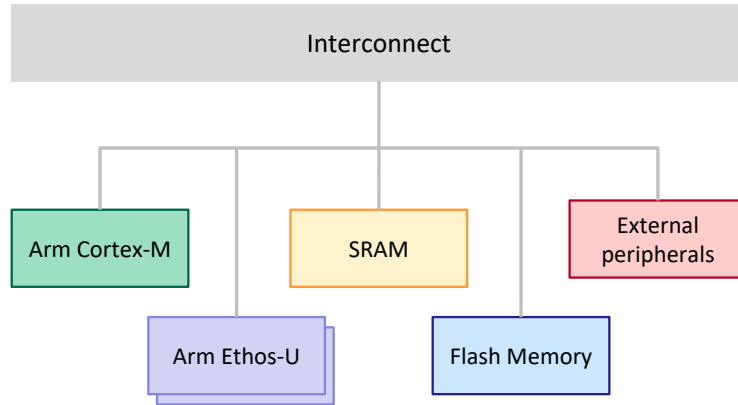 Interconnect
Arm Cortex-M
SRAM
External
peripherals
Arm Ethos-U
Flash Memory